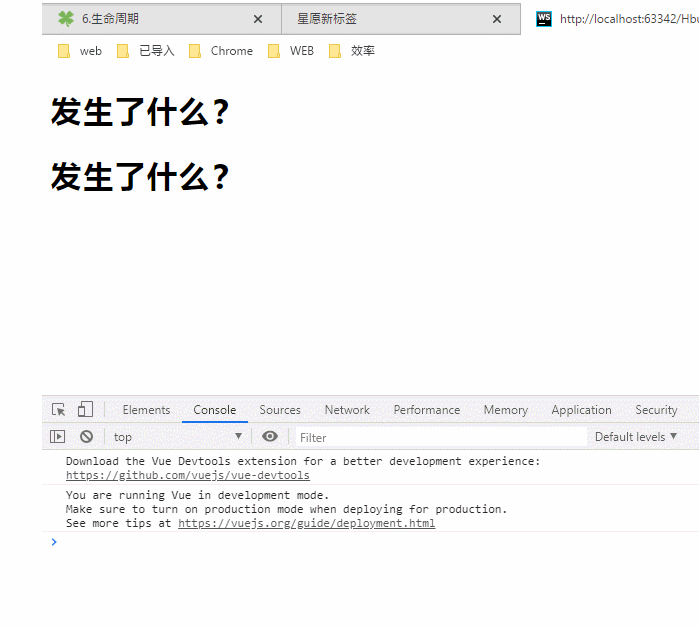 6.生命周期 星愿新标签 http://localhost:63342/Hbu
web 已导入 Chrome WEB 效率
发生了什么？
发生了什么？
Elements Console Sources Network Performance Memory Application Security
top Filter Default levels
Download the Vue Devtools extension for a better development experience:
https://github.com/vuejs/vue-devtools
You are running Vue in development mode.
Make sure to turn on production mode when deploying for production.
See more tips at https://vuejs.org/guide/deployment.html